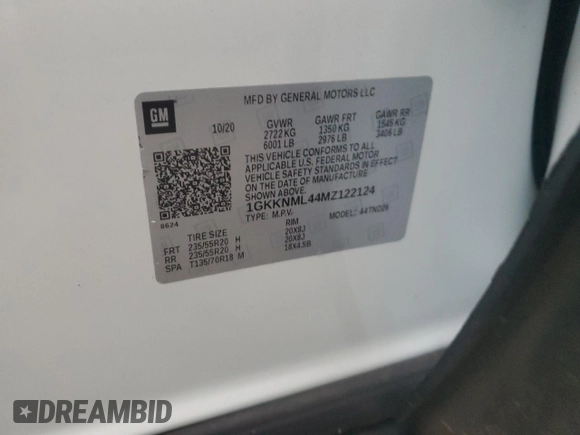 GM
MFD BY GENERAL MOTORS LLC
10/20 GVWR GAWR FRT GAWR RR
2722 KG 1350 KG 1545 KG
6001 LB 2976 LB 3406 LB
THIS VEHICLE CONFORMS TO ALL
APPLICABLE U.S. FEDERAL MOTOR
VEHICLE SAFETY STANDARDS IN EFFECT
ON THE DATE OF MANUFACTURE
SHOWN ABOVE.
1GKKNML44MZ122124
TYPE: M.P.V. MODEL:
8624
TIRE SIZE RIM
FRT 235/55R20 H 20X8J
RR 235/55R20 H 20X8J
SPA T135/70R18 M 18X4.5B
DREAMBID